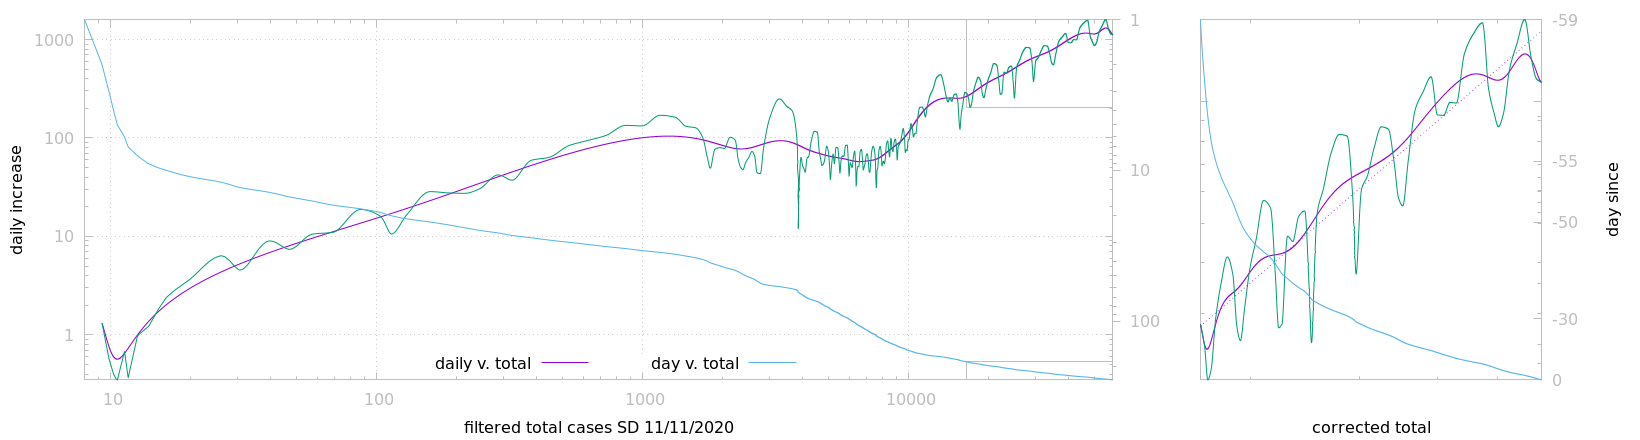 1000
100
10
1
daily increase
10
100
1000
10000
filtered total cases SD 11/11/2020
daily v. total
day v. total
1
10
100
corrected total
-59
-55
-50
-30
0
day since